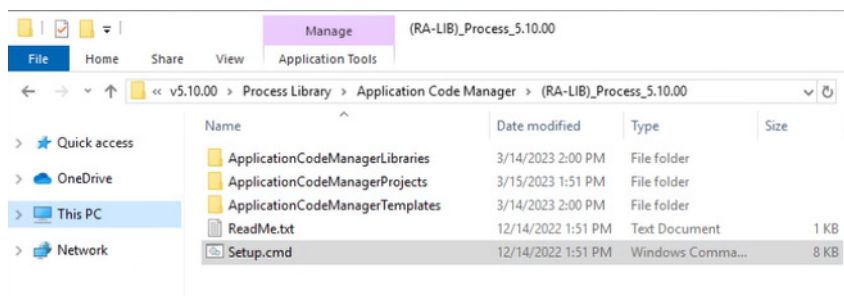 Manage (RA-LIB)_Process_5.10.00
File Home Share View Application Tools
« v5.10.00 › Process Library › Application Code Manager › (RA-LIB)_Process_5.10.00
Name Date modified Type Size
Quick access
ApplicationCodeManagerLibraries 3/14/2023 2:00 PM File folder
OneDrive
ApplicationCodeManagerProjects 3/15/2023 1:51 PM File folder
This PC
ApplicationCodeManagerTemplates 3/14/2023 2:00 PM File folder
ReadMe.txt 12/14/2022 1:51 PM Text Document 1 KB
Network
Setup.cmd 12/14/2022 1:51 PM Windows Comma... 8 KB